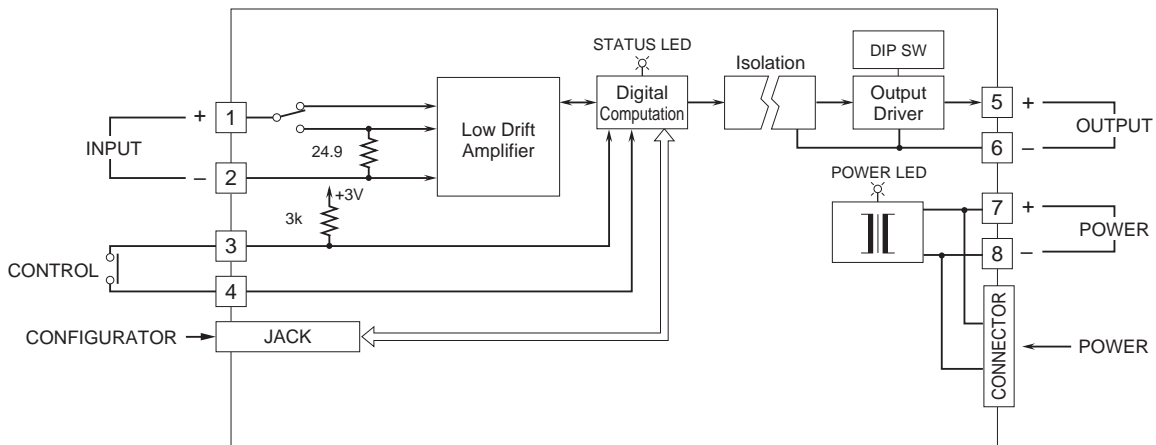 STATUS LED
DIP SW
Isolation
Digital
Computation
Output
Driver
Low Drift
Amplifier
+ 1
INPUT
24.9
– 2
+3V
3k
3
CONTROL
4
CONFIGURATOR
JACK
5 +
OUTPUT
6 –
POWER LED
7 +
POWER
8 –
CONNECTOR
POWER